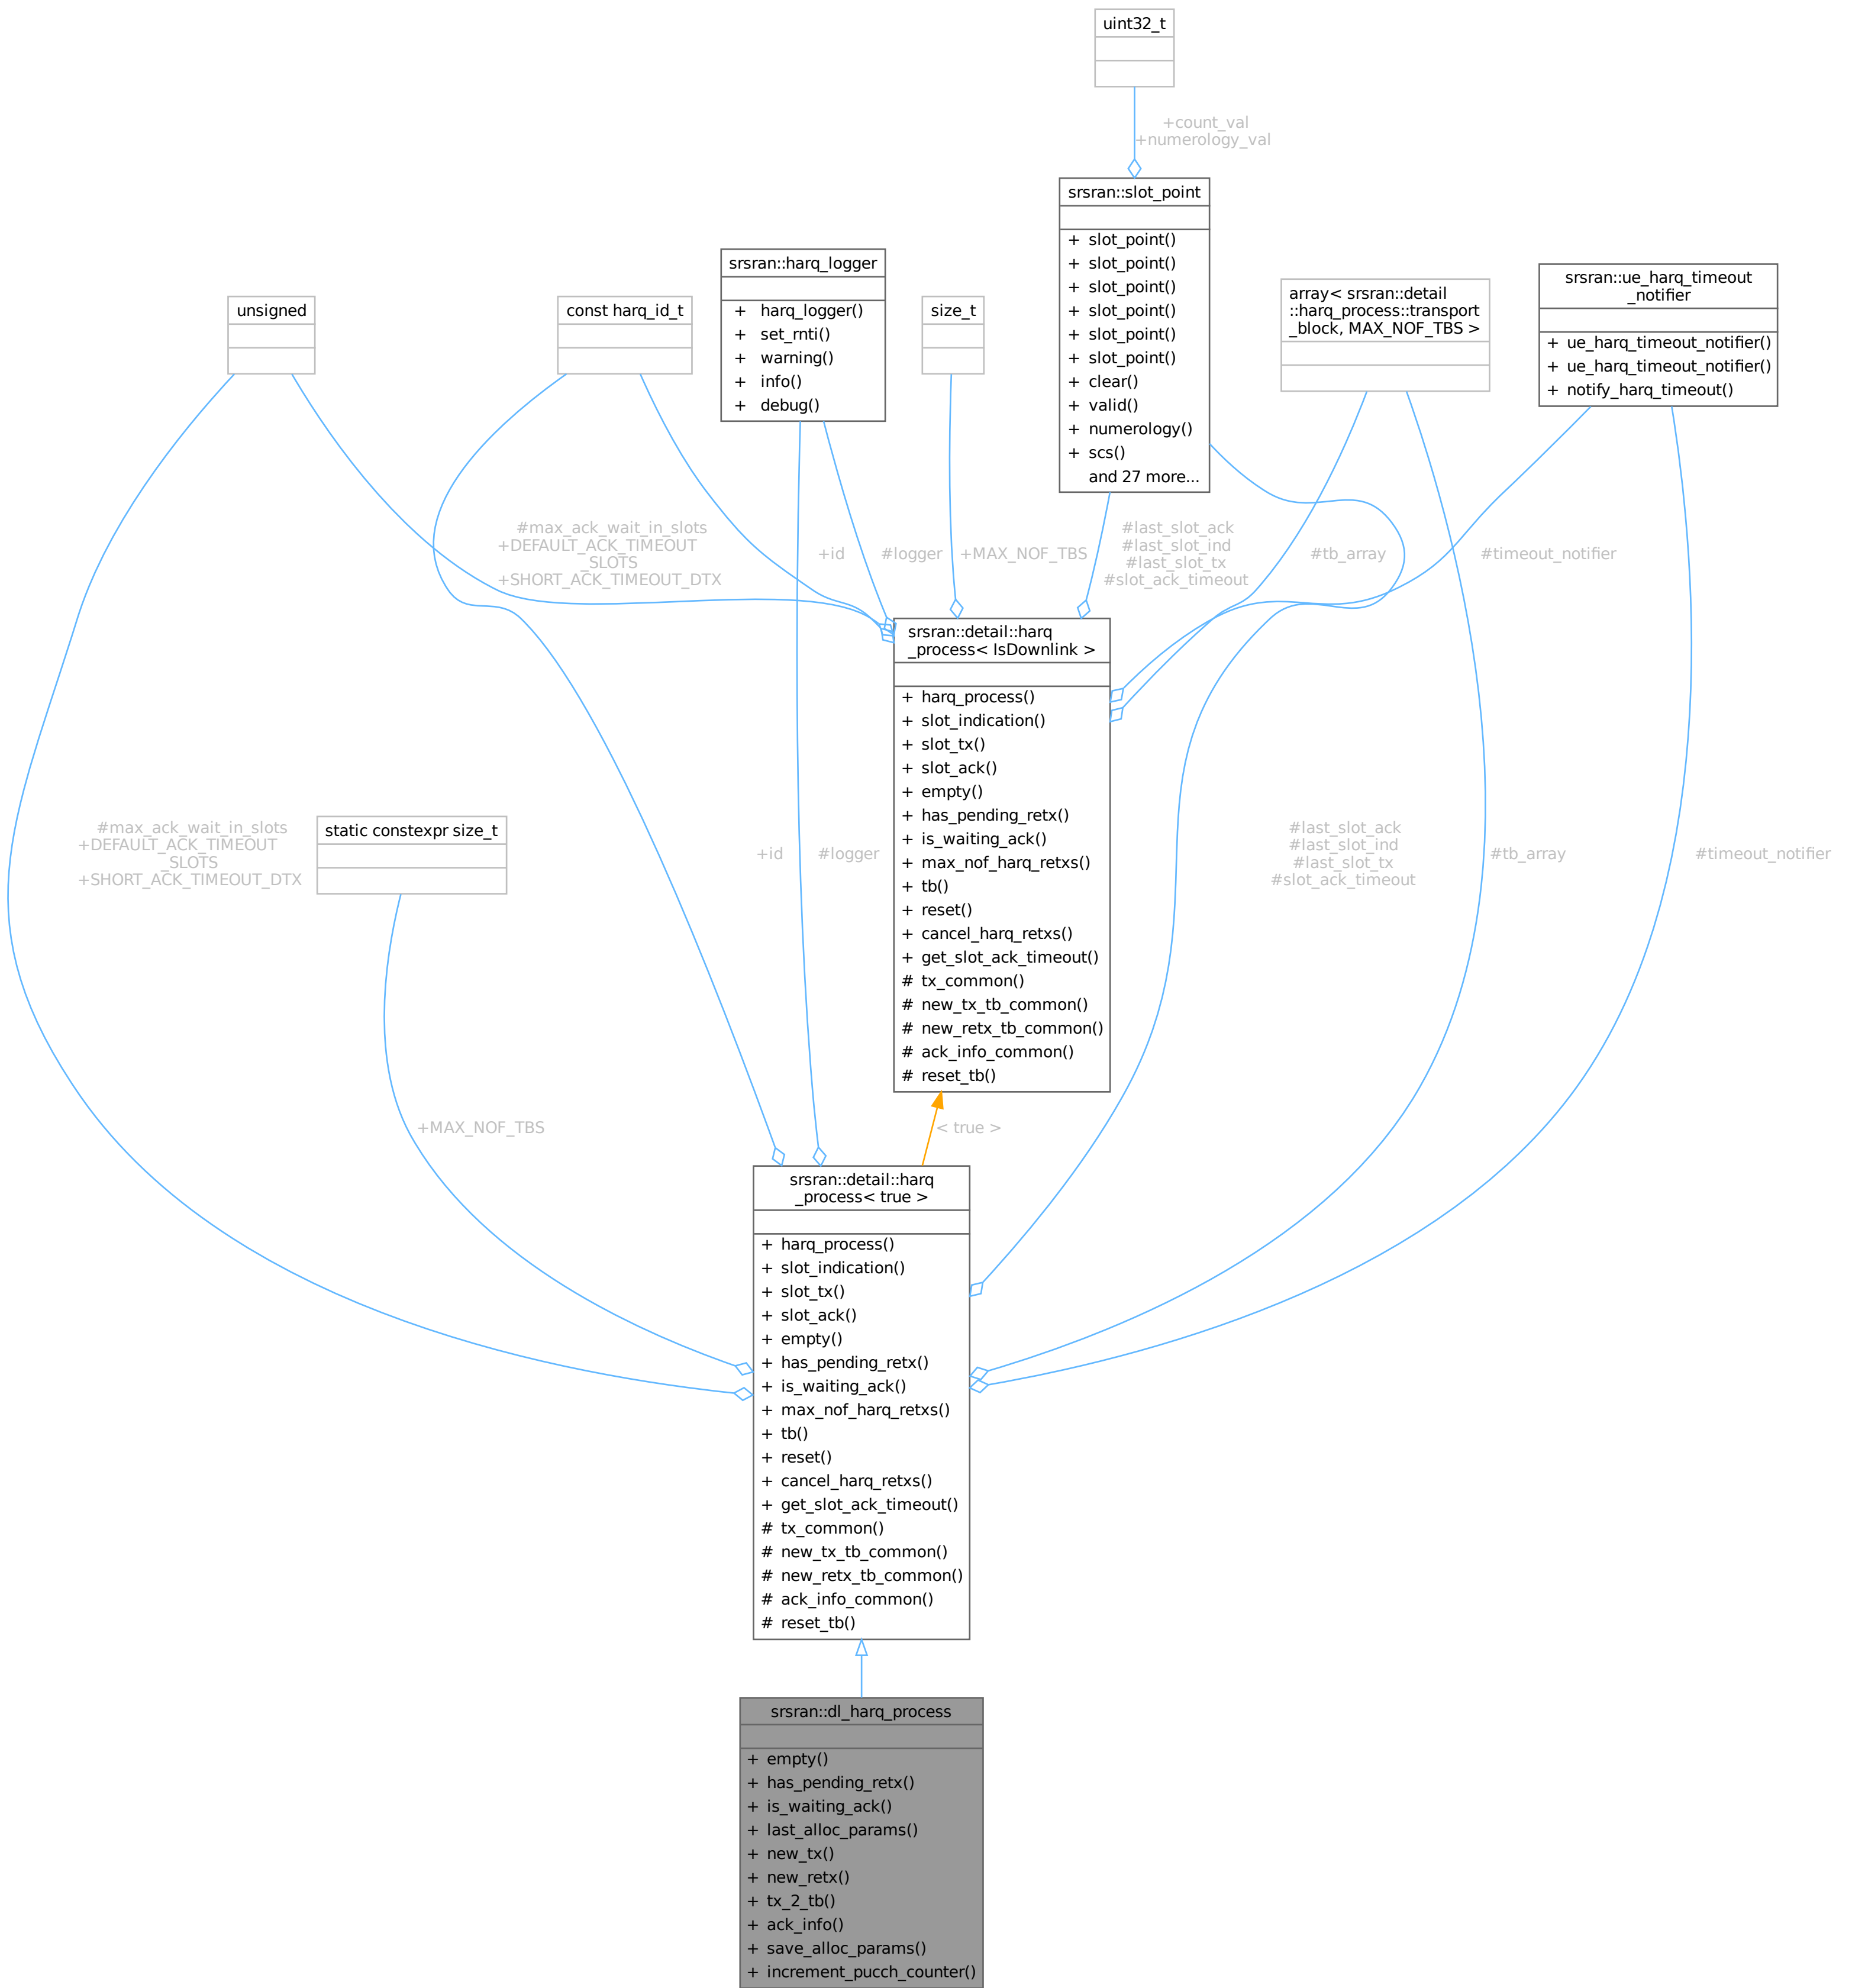 uint32_t
+count_val
+numerology_val
srsran::slot_point
+ slot_point()
+ slot_point()
+ slot_point()
+ slot_point()
+ slot_point()
+ slot_point()
+ clear()
+ valid()
+ numerology()
+ scs()
and 27 more...
srsran::harq_logger
+ harq_logger()
+ set_rnti()
+ warning()
+ info()
+ debug()
srsran::ue_harq_timeout
_notifier
+ ue_harq_timeout_notifier()
+ ue_harq_timeout_notifier()
+ notify_harq_timeout()
array< srsran::detail
::harq_process::transport
_block, MAX_NOF_TBS >
unsigned
const harq_id_t
size_t
#max_ack_wait_in_slots
+DEFAULT_ACK_TIMEOUT
_SLOTS
+SHORT_ACK_TIMEOUT_DTX
+id
#logger
+MAX_NOF_TBS
#last_slot_ack
#last_slot_ind
#last_slot_tx
#slot_ack_timeout
#tb_array
#timeout_notifier
srsran::detail::harq
_process< IsDownlink >
+ harq_process()
+ slot_indication()
+ slot_tx()
+ slot_ack()
+ empty()
+ has_pending_retx()
+ is_waiting_ack()
+ max_nof_harq_retxs()
+ tb()
+ reset()
+ cancel_harq_retxs()
+ get_slot_ack_timeout()
# tx_common()
# new_tx_tb_common()
# new_retx_tb_common()
# ack_info_common()
# reset_tb()
#max_ack_wait_in_slots
+DEFAULT_ACK_TIMEOUT
_SLOTS
+SHORT_ACK_TIMEOUT_DTX
static constexpr size_t
+id
#logger
#last_slot_ack
#last_slot_ind
#last_slot_tx
#slot_ack_timeout
#tb_array
#timeout_notifier
+MAX_NOF_TBS
< true >
srsran::detail::harq
_process< true >
+ harq_process()
+ slot_indication()
+ slot_tx()
+ slot_ack()
+ empty()
+ has_pending_retx()
+ is_waiting_ack()
+ max_nof_harq_retxs()
+ tb()
+ reset()
+ cancel_harq_retxs()
+ get_slot_ack_timeout()
# tx_common()
# new_tx_tb_common()
# new_retx_tb_common()
# ack_info_common()
# reset_tb()
srsran::dl_harq_process
+ empty()
+ has_pending_retx()
+ is_waiting_ack()
+ last_alloc_params()
+ new_tx()
+ new_retx()
+ tx_2_tb()
+ ack_info()
+ save_alloc_params()
+ increment_pucch_counter()